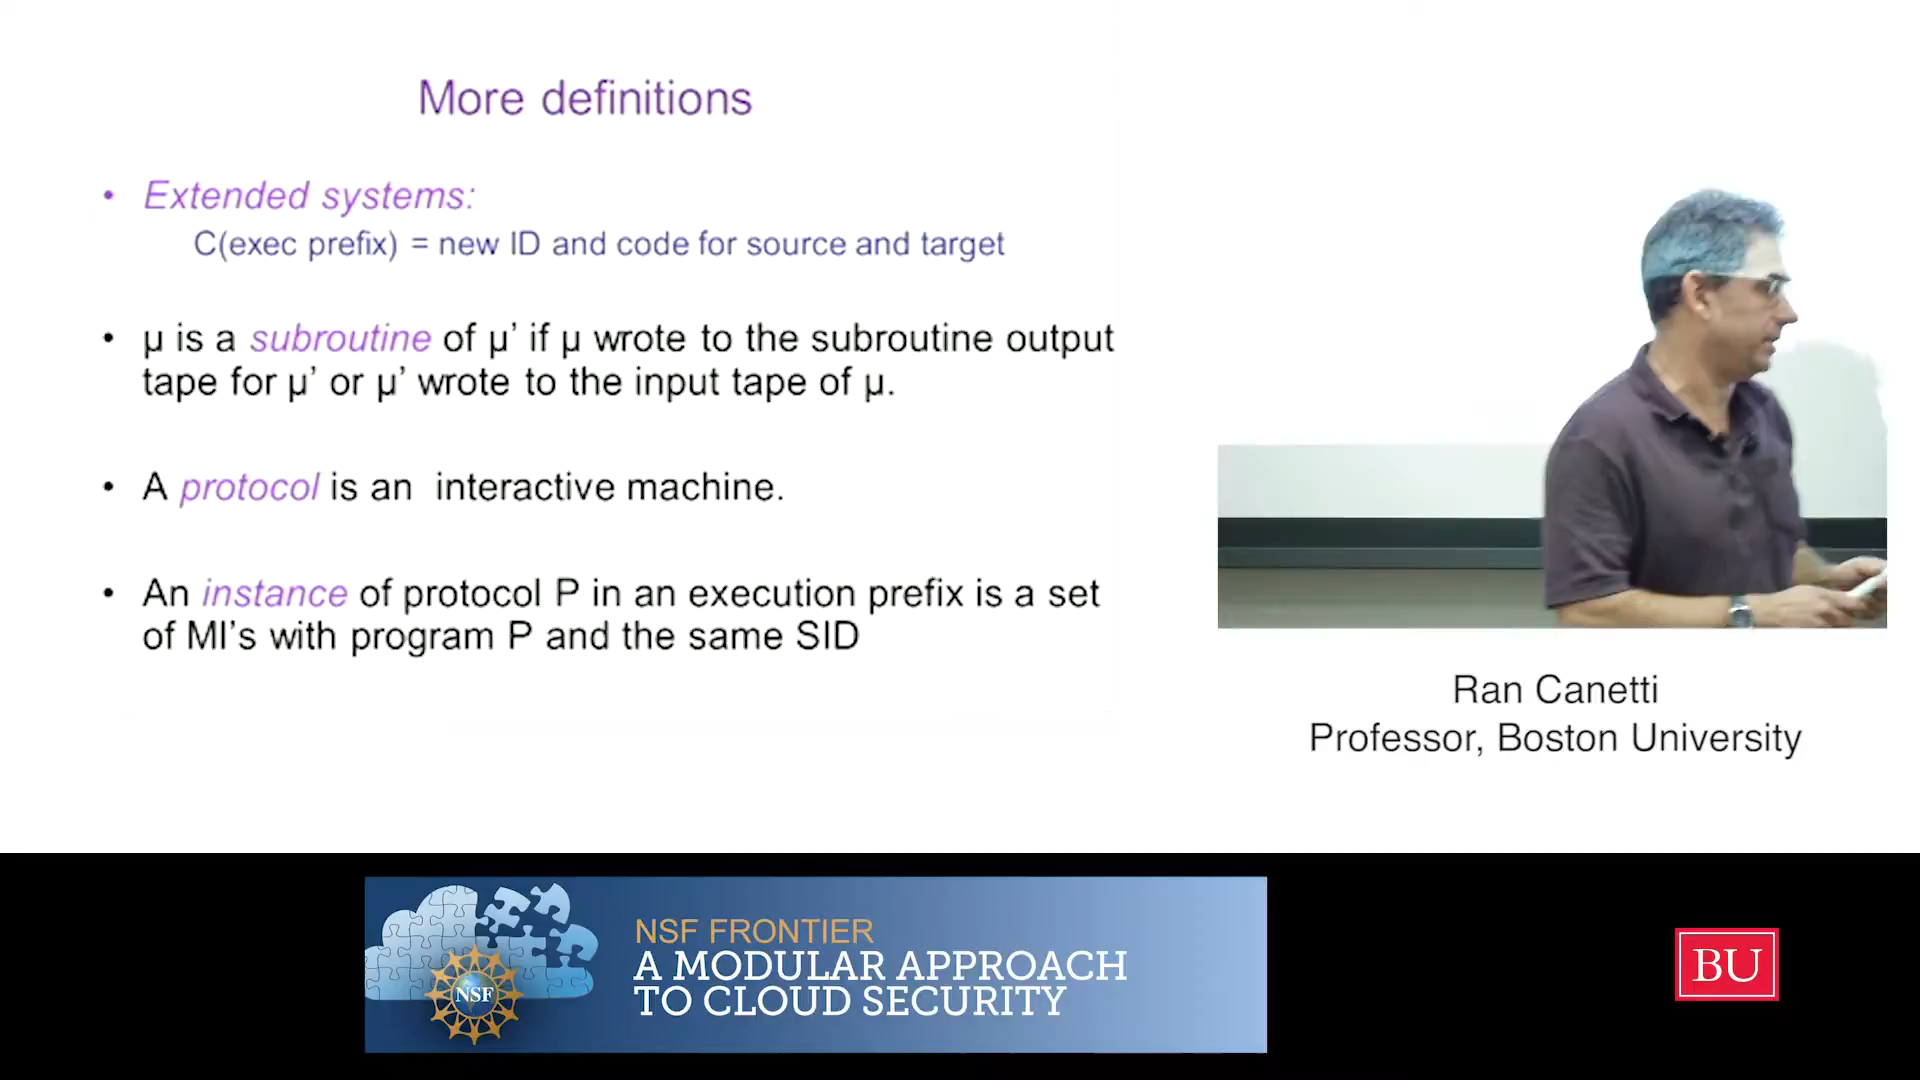 More definitions
• Extended systems:
C(exec prefix) = new ID and code for source and target
• μ is a subroutine of μ’ if μ wrote to the subroutine output
tape for μ’ or μ’ wrote to the input tape of μ.
• A protocol is an interactive machine.
• An instance of protocol P in an execution prefix is a set
of MI’s with program P and the same SID
Ran Canetti
Professor, Boston University
NSF
NSF FRONTIER
A MODULAR APPROACH
TO CLOUD SECURITY
BU